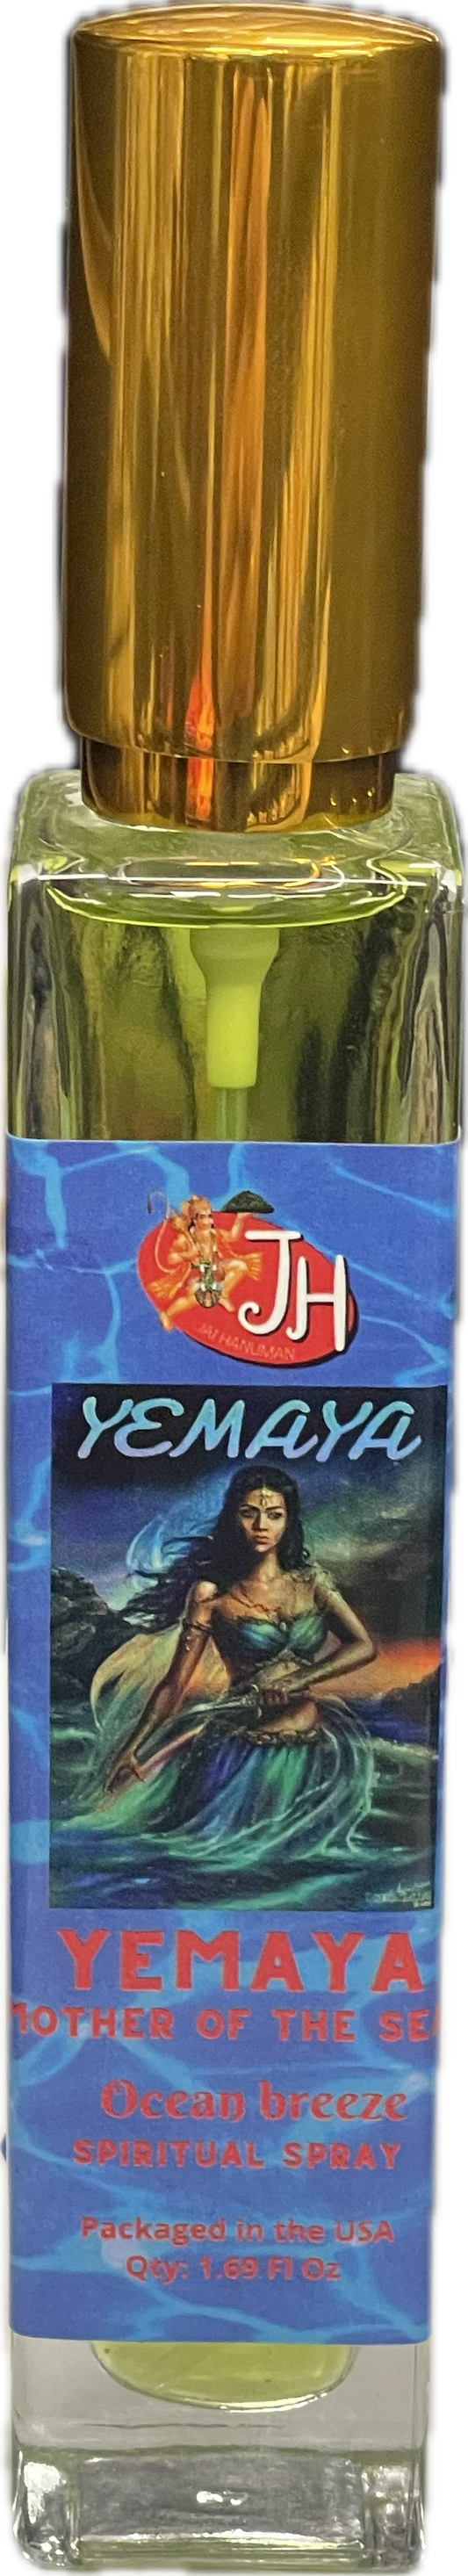 JH
JAI HANUMAN
YEMAYA
YEMAYA
MOTHER OF THE SEA
Ocean breeze
SPIRITUAL SPRAY
Packaged in the USA
Qty: 1.69 Fl Oz